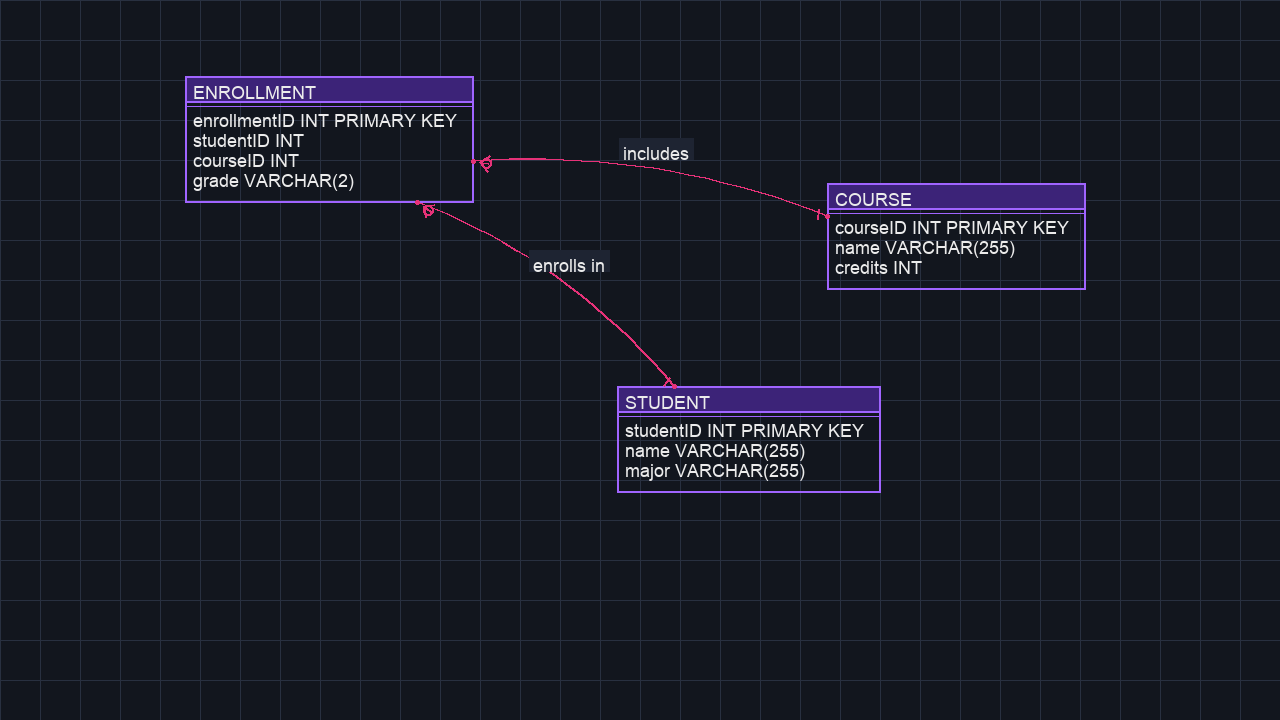 ENROLLMENT
enrollmentID INT PRIMARY KEY
studentID INT
courseID INT
grade VARCHAR(2)
includes
COURSE
courseID INT PRIMARY KEY
name VARCHAR(255)
credits INT
enrolls in
STUDENT
studentID INT PRIMARY KEY
name VARCHAR(255)
major VARCHAR(255)